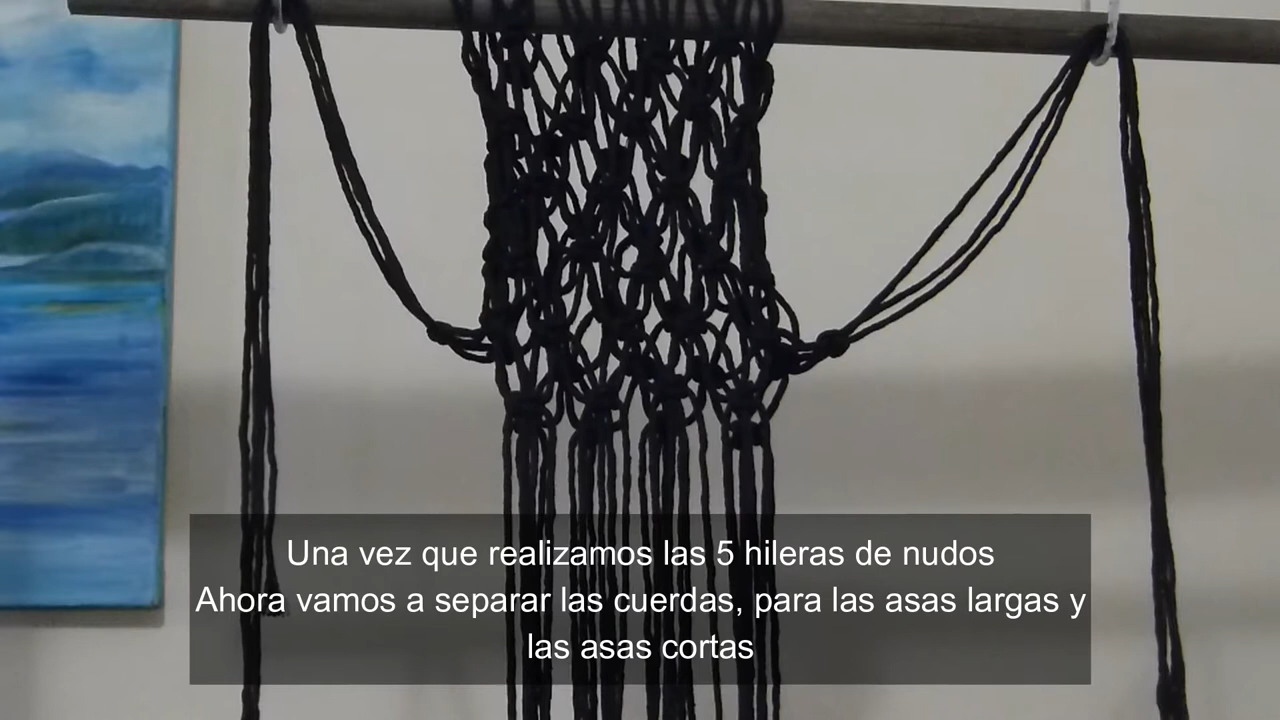 Una vez que realizamos las 5 hileras de nudos
Ahora vamos a separar las cuerdas, para las asas largas y
las asas cortas